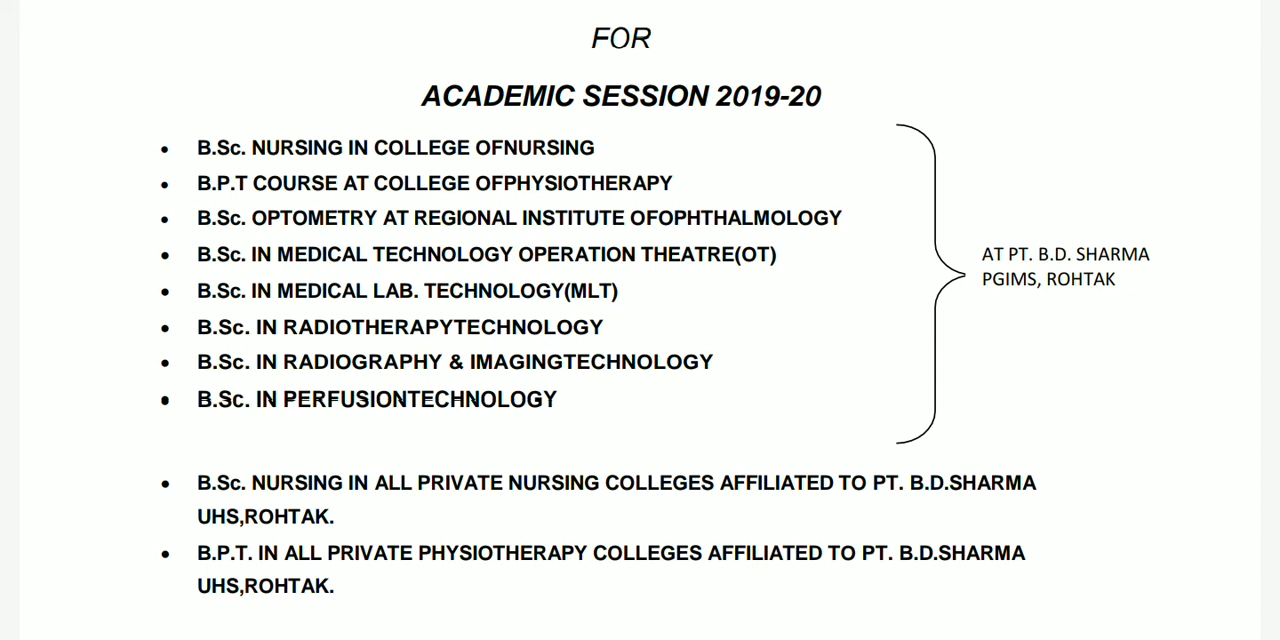 FOR
ACADEMIC SESSION 2019-20
• B.Sc. NURSING IN COLLEGE OFNURSING
• B.P.T COURSE AT COLLEGE OFPHYSIOTHERAPY
• B.Sc. OPTOMETRY AT REGIONAL INSTITUTE OFOPHTHALMOLOGY
• B.Sc. IN MEDICAL TECHNOLOGY OPERATION THEATRE(OT)
• B.Sc. IN MEDICAL LAB. TECHNOLOGY(MLT)
• B.Sc. IN RADIOTHERAPYTECHNOLOGY
• B.Sc. IN RADIOGRAPHY & IMAGINGTECHNOLOGY
• B.Sc. IN PERFUSIONTECHNOLOGY
AT PT. B.D. SHARMA
PGIMS, ROHTAK
• B.Sc. NURSING IN ALL PRIVATE NURSING COLLEGES AFFILIATED TO PT. B.D.SHARMA
UHS,ROHTAK.
• B.P.T. IN ALL PRIVATE PHYSIOTHERAPY COLLEGES AFFILIATED TO PT. B.D.SHARMA
UHS,ROHTAK.